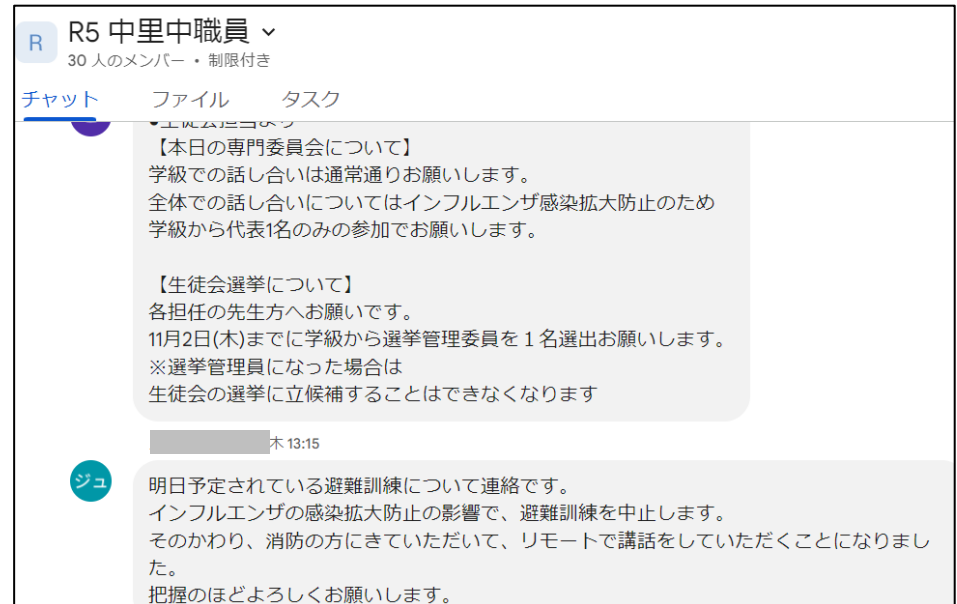 R
R5 中里中職員
30 人のメンバー • 制限付き
チャット ファイル タスク
●生徒会担当より
【本日の専門委員会について】
学級での話し合いは通常通りお願いします。
全体での話し合いについてはインフルエンザ感染拡大防止のため
学級から代表1名のみの参加でお願いします。
【生徒会選挙について】
各担任の先生方へお願いです。
11月2日(木)までに学級から選挙管理委員を１名選出お願いします。
※選挙管理員になった場合は
生徒会の選挙に立候補することはできなくなります
木 13:15
ジュ
明日予定されている避難訓練について連絡です。
インフルエンザの感染拡大防止の影響で、避難訓練を中止します。
そのかわり、消防の方にきていただいて、リモートで講話をしていただくことになりまし
た。
把握のほどよろしくお願いします。